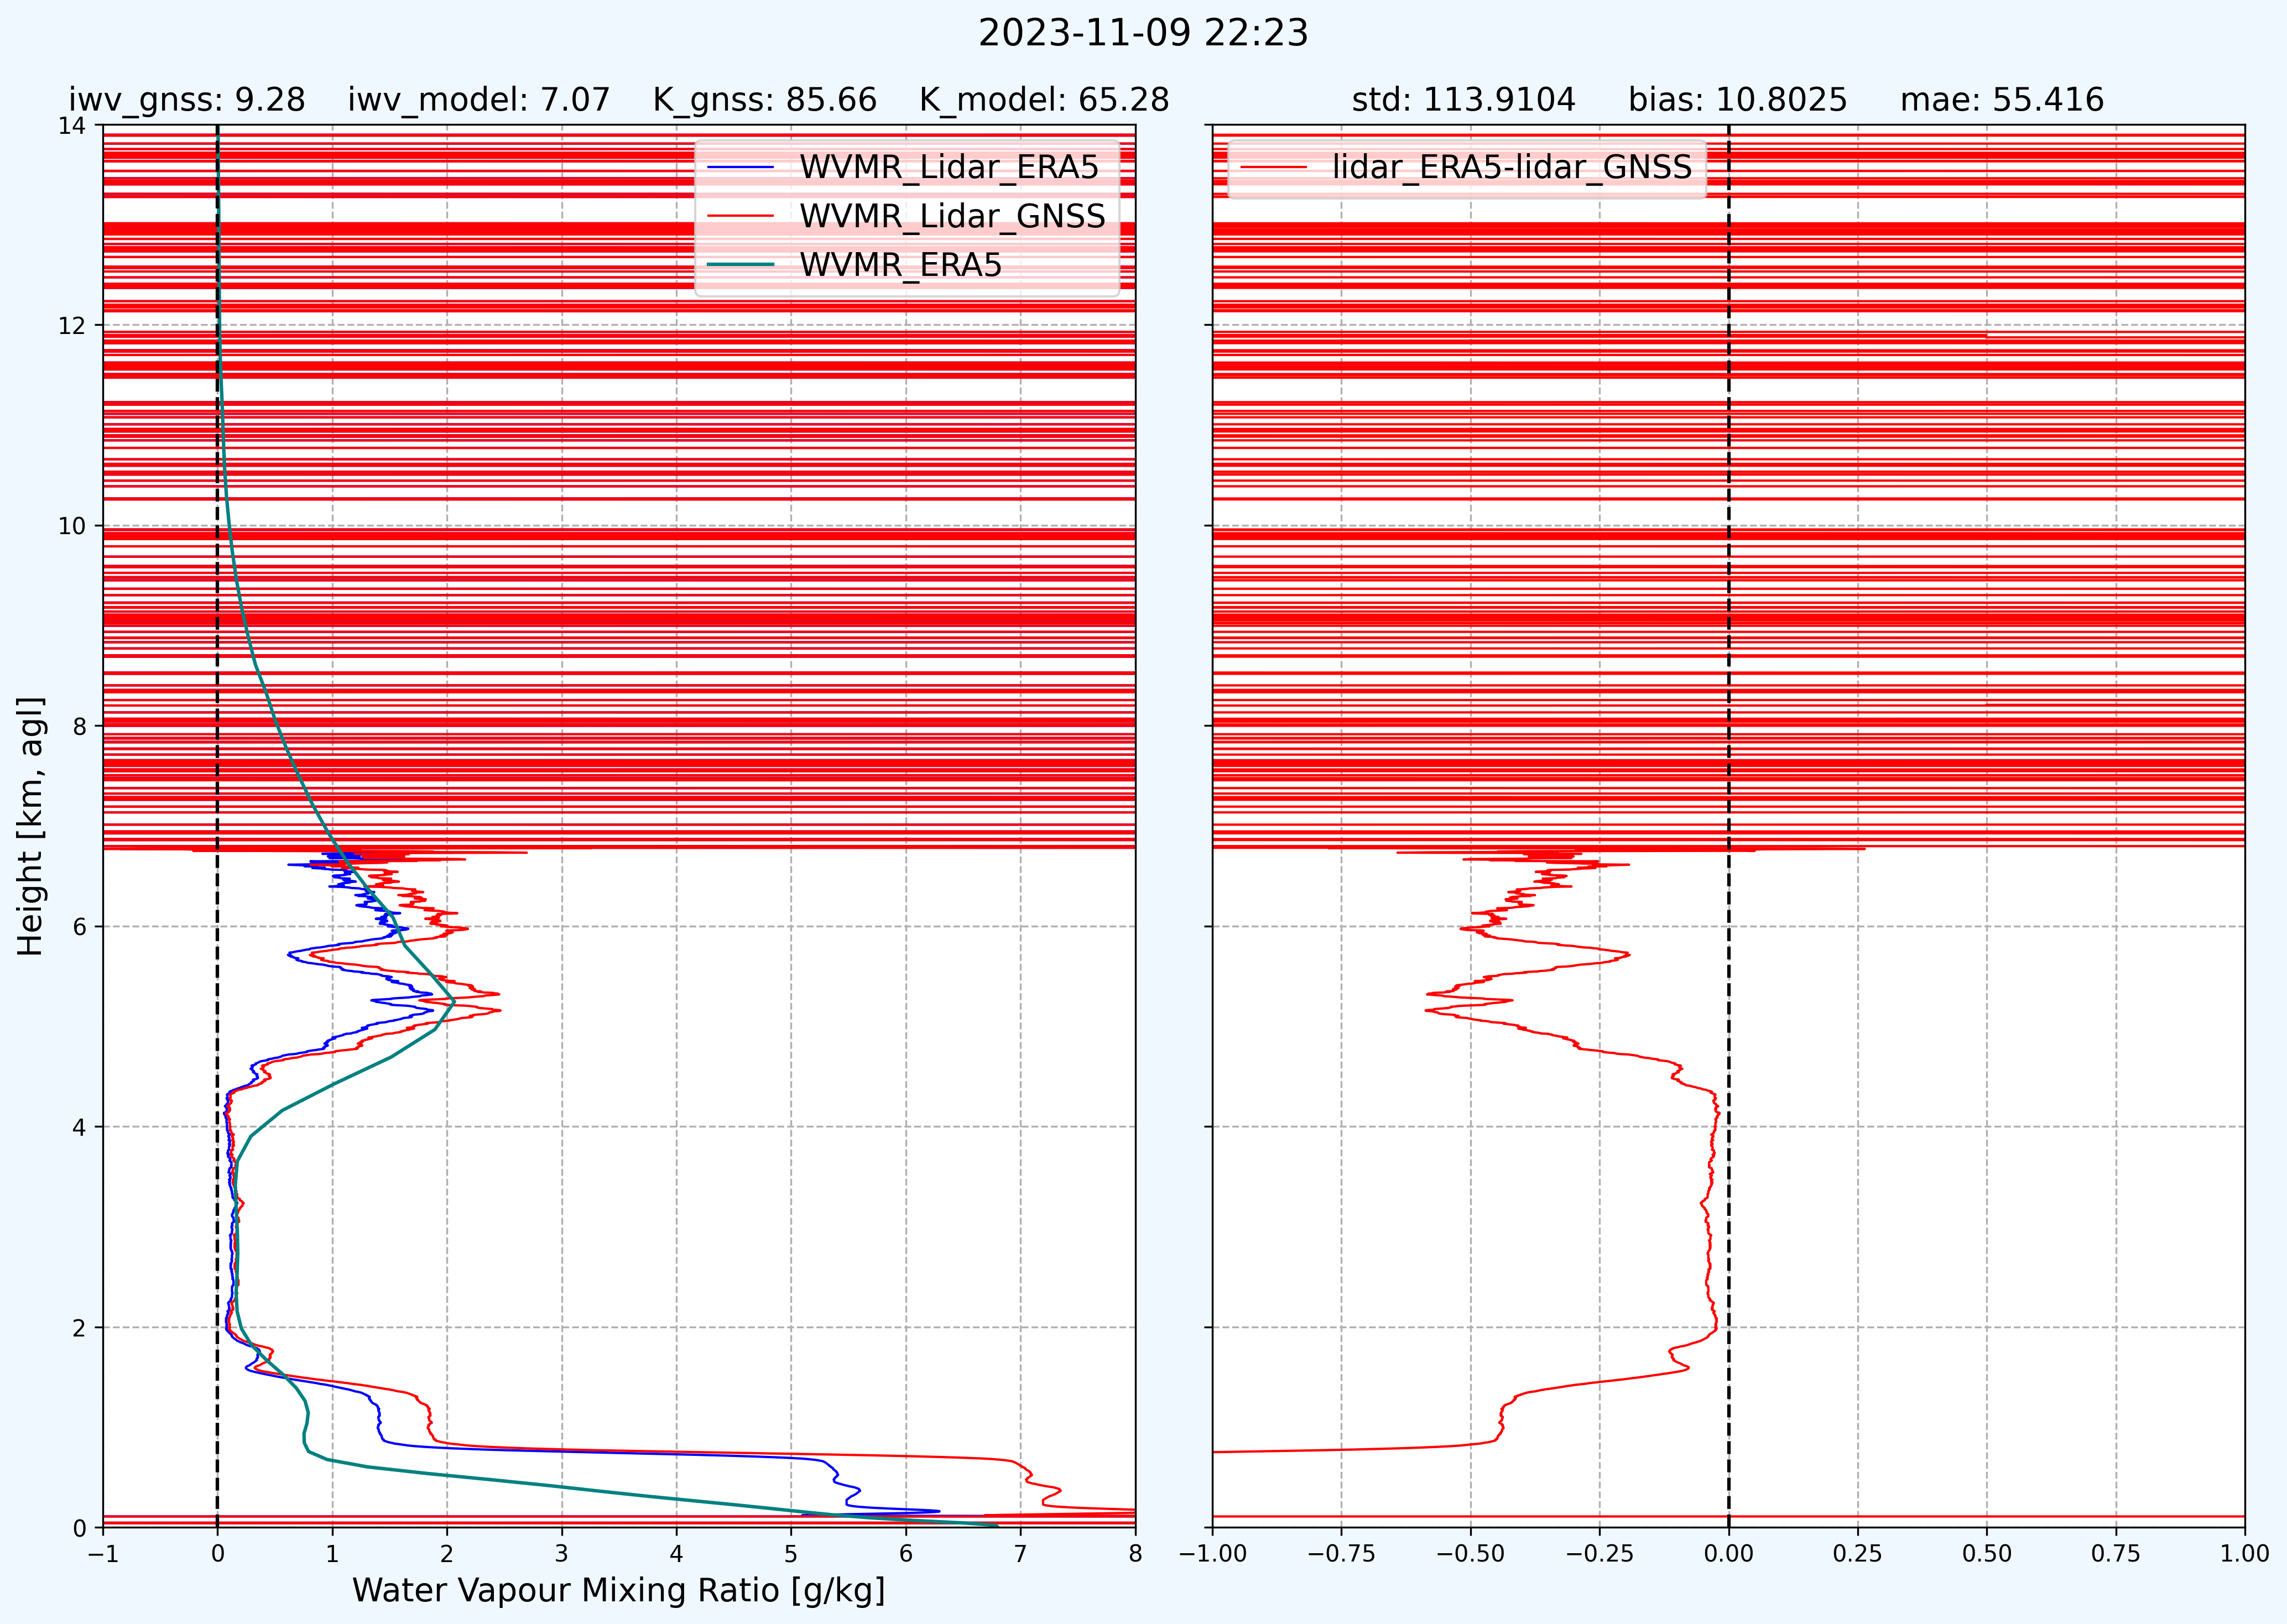 2023-11-09 22:23
iwv_gnss: 9.28 iwv_model: 7.07 K_gnss: 85.66 K_model: 65.28
std: 113.9104 bias: 10.8025 mae: 55.416
WVMR_Lidar_ERA5
WVMR_Lidar_GNSS
WVMR_ERA5
lidar_ERA5-lidar_GNSS
Height [km, agl]
14
12
10
8
6
4
2
0
−1 0 1 2 3 4 5 6 7 8
Water Vapour Mixing Ratio [g/kg]
−1.00 −0.75 −0.50 −0.25 0.00 0.25 0.50 0.75 1.00